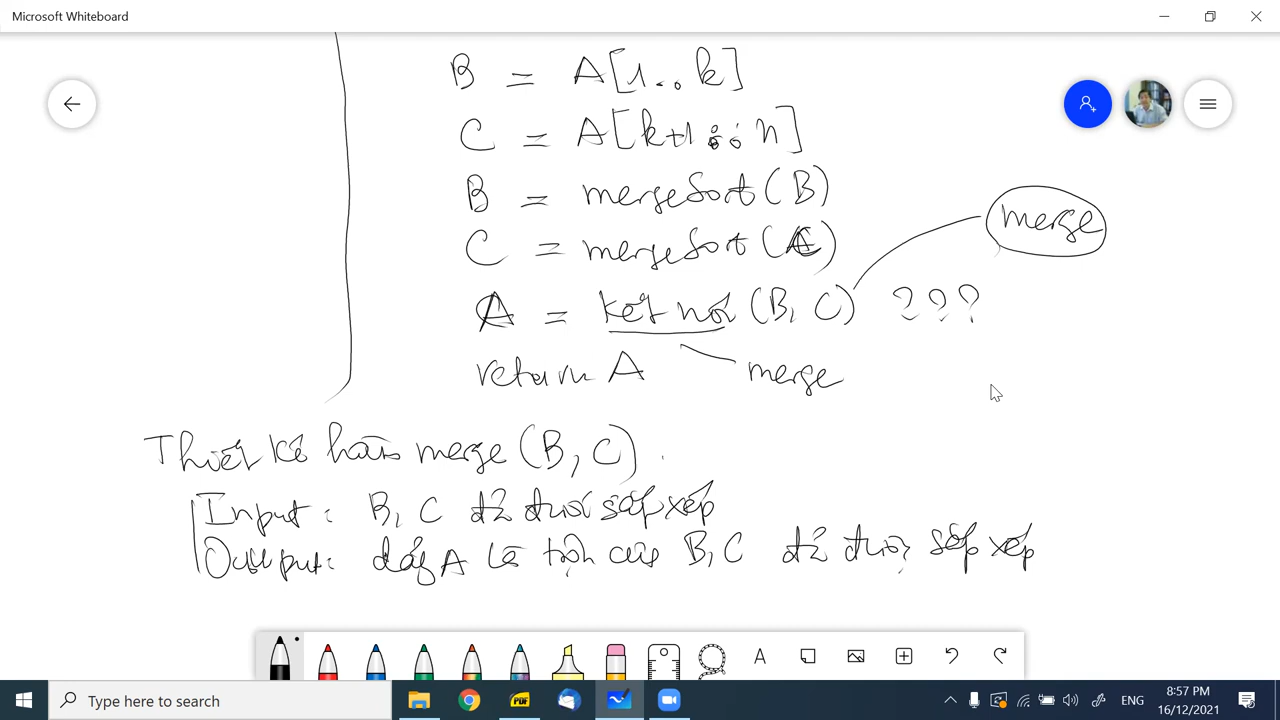 Microsoft Whiteboard
B = A[1..k]
C = A[k+1..n]
B = mergeSort(B)
C = mergeSort(C)
merge
A = kết nối (B, C) ???
return A
merge
Thiết kế hàm merge (B, C).
Input: B, C đã được sắp xếp
Output: dãy A là trộn của B, C đã được sắp xếp
A
Type here to search
PDF
ENG
8:57 PM
16/12/2021